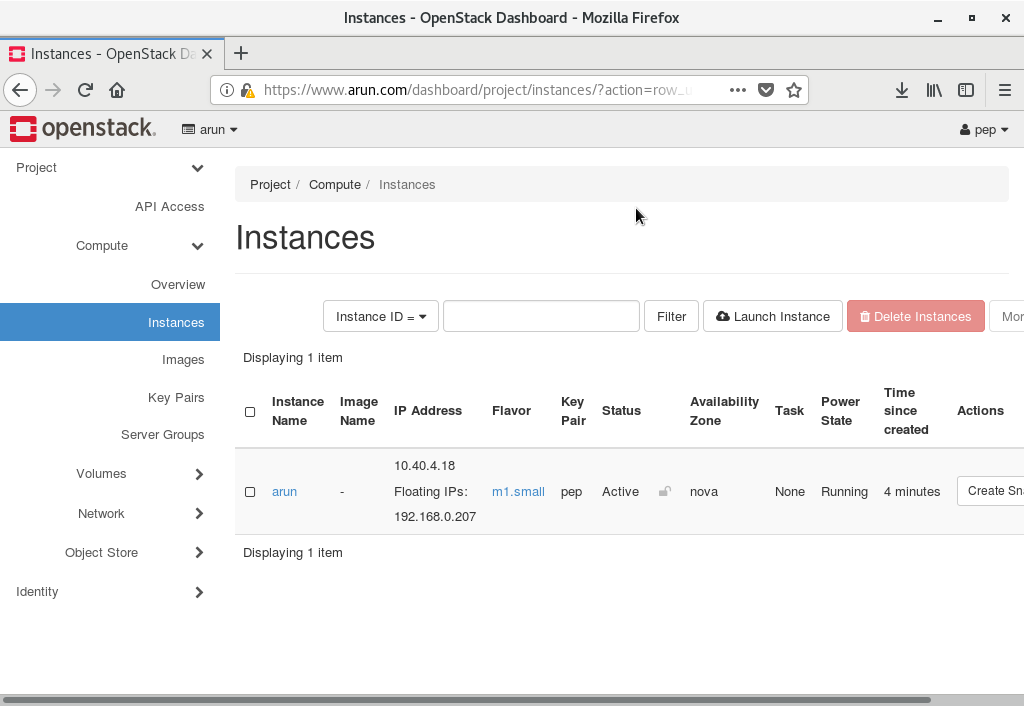 Instances - OpenStack Dashboard - Mozilla Firefox
Instances - OpenStack Da
https://www.arun.com/dashboard/project/instances/?action=row_u
openstack.
arun
pep
Project
API Access
Compute
Overview
Instances
Images
Key Pairs
Server Groups
Volumes
Network
Object Store
Identity
Project / Compute / Instances
Instances
Instance ID =
Filter
Launch Instance
Delete Instances
Mor
Displaying 1 item
Instance Name
Image Name
IP Address
Flavor
Key Pair
Status
Availability Zone
Task
Power State
Time since created
Actions
arun
-
10.40.4.18
Floating IPs:
192.168.0.207
m1.small
pep
Active
nova
None
Running
4 minutes
Create Sna
Displaying 1 item